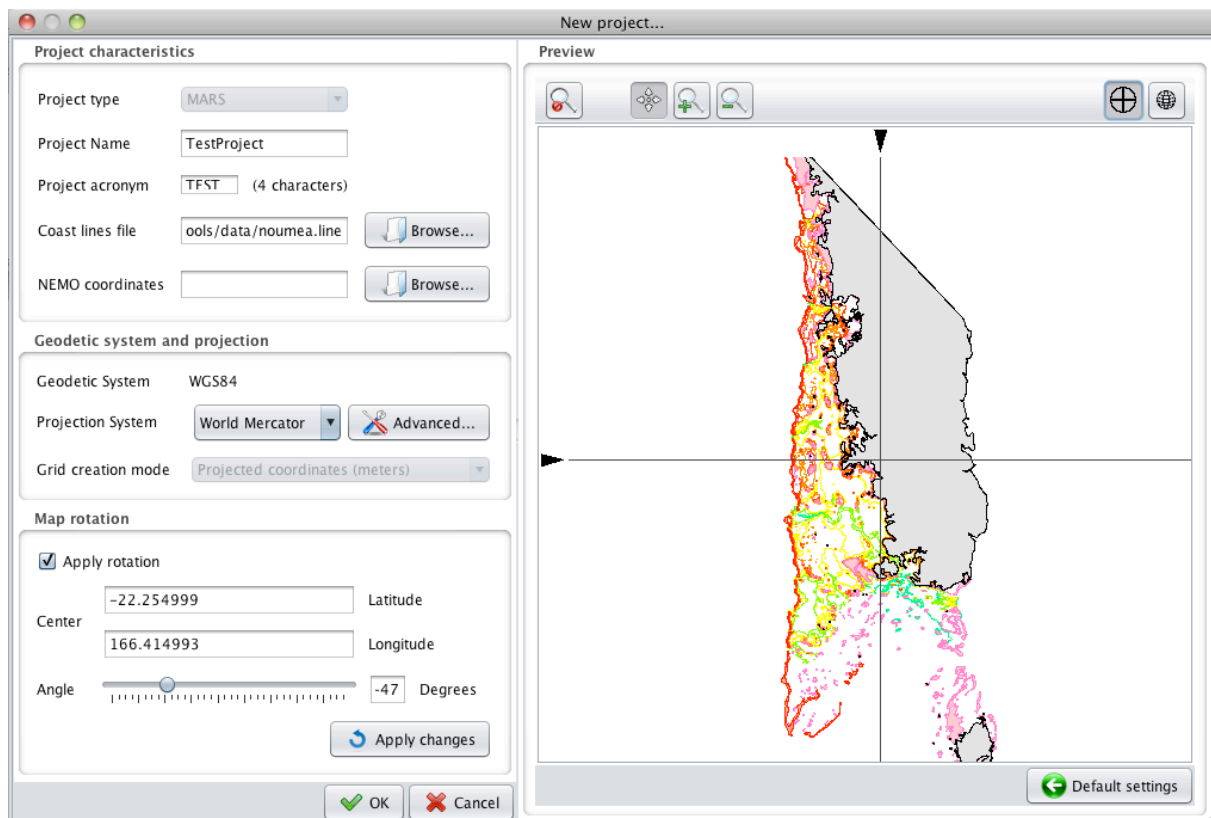 New project...
Project characteristics
Project type MARS
Project Name TestProject
Project acronym TEST (4 characters)
Coast lines file ools/data/noumea.line Browse...
NEMO coordinates Browse...
Geodetic system and projection
Geodetic System WGS84
Projection System World Mercator Advanced...
Grid creation mode Projected coordinates (meters)
Map rotation
Apply rotation
Center
-22.254999 Latitude
166.414993 Longitude
Angle -47 Degrees
Apply changes
OK Cancel
Preview
Default settings